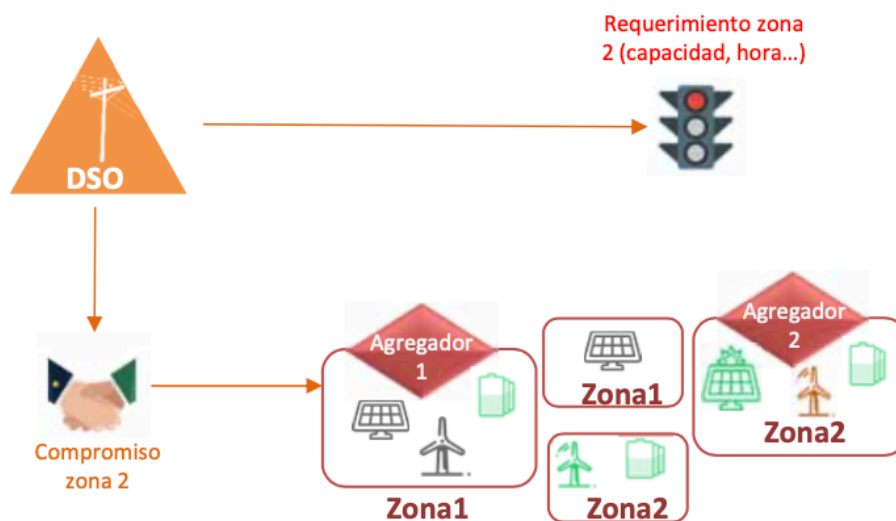 Requerimiento zona
2 (capacidad, hora...)
DSO
Compromiso
zona 2
Agregador
1
Zona1
Zona1
Zona2
Agregador
2
Zona2